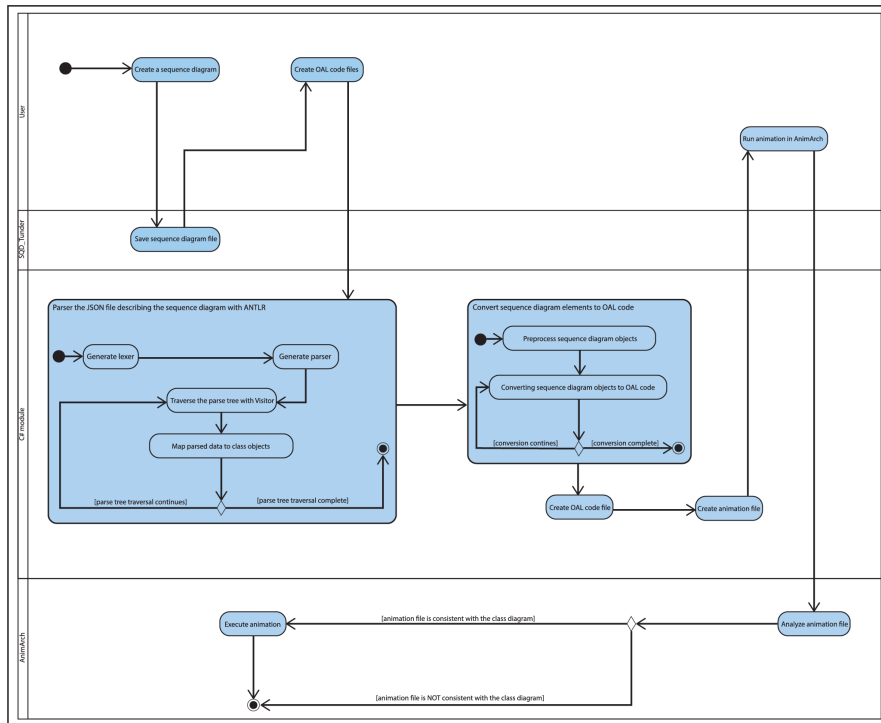 User
Create a sequence diagram
Create OAL code files
Run animation in AnimArch
SQD_Tunder
Save sequence diagram file
C# module
Parser the JSON file describing the sequence diagram with ANTLR
Generate lexer
Generate parser
Traverse the parse tree with Visitor
Map parsed data to class objects
[parse tree traversal continues]
[parse tree traversal complete]
Convert sequence diagram elements to OAL code
Preprocess sequence diagram objects
Converting sequence diagram objects to OAL code
[conversion contines]
[conversion complete]
Create OAL code file
Create animation file
AnimArch
Execute animation
[animation file is consistent with the class diagram]
Analyze animation file
[animation file is NOT consistent with the class diagram]